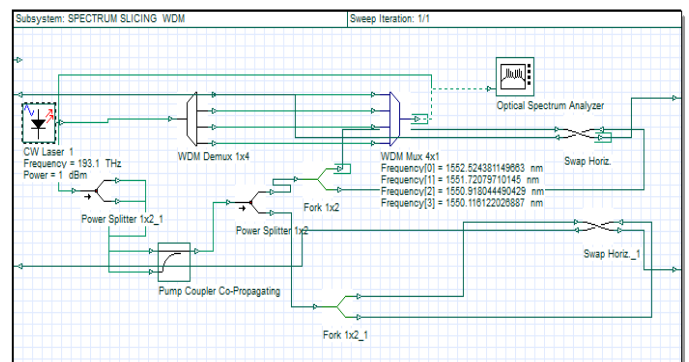 Subsystem: SPECTRUM SLICING WDM
Sweep Iteration: 1/1
Optical Spectrum Analyzer
CW Laser 1
Frequency = 193.1 THz
Power = 1 dBm
WDM Demux 1x4
WDM Mux 4x1
Frequency[0] = 1552.524381149663 nm
Frequency[1] = 1551.72079710145 nm
Frequency[2] = 1550.918044490429 nm
Frequency[3] = 1550.116122026887 nm
Swap Horiz.
Power Splitter 1x2_1
Fork 1x2
Power Splitter 1x2
Swap Horiz._1
Pump Coupler Co-Propagating
Fork 1x2_1